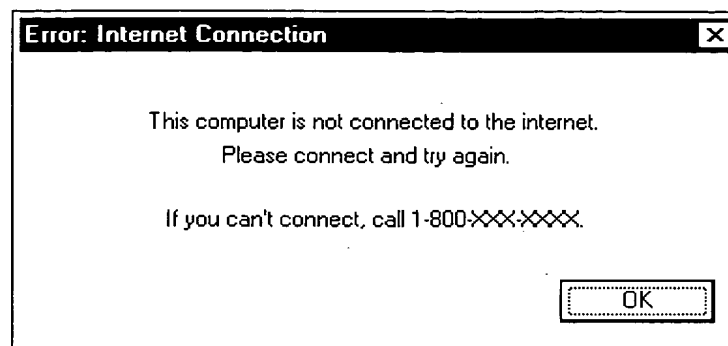 Error: Internet Connection
This computer is not connected to the internet.
Please connect and try again.
If you can't connect, call 1-800-XXX-XXXX.
OK